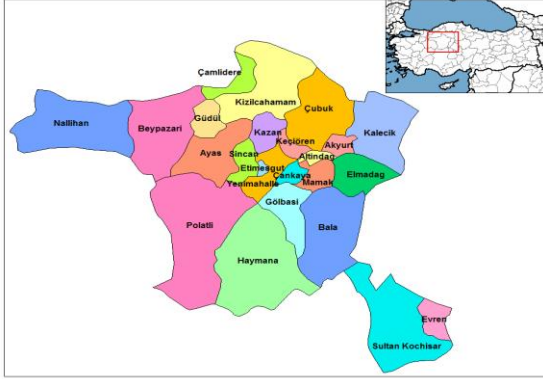 Çamlidere
Kizilcahamam
Çubuk
Nallihan
Beypazari
Güdül
Kazan
Keçiören
Kalecik
Akyurt
Ayas
Sincan
Altindag
Etimesgut
Çankaya
Elmadag
Yenimahalle
Mamak
Gölbasi
Polatli
Bala
Haymana
Evren
Sultan Kochisar